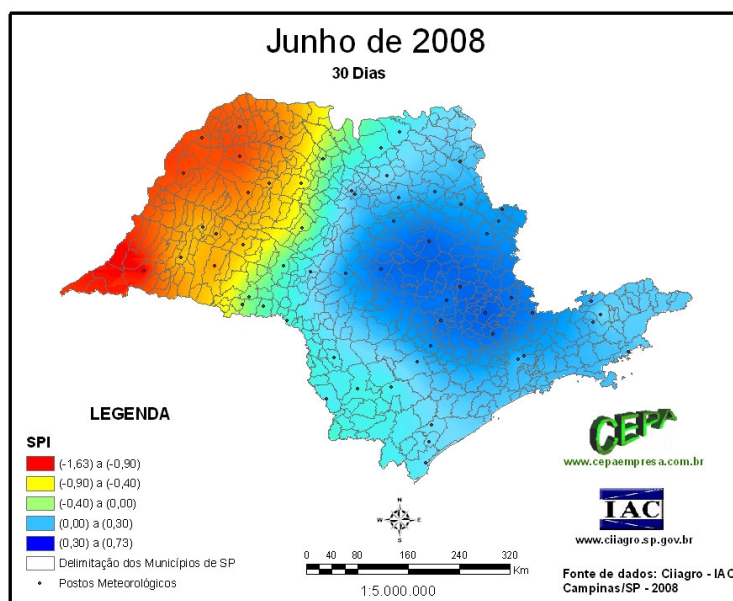 Junho de 2008
30 Dias
LEGENDA
SPI
(-1,63) a (-0,90)
(-0,90) a (-0,40)
(-0,40) a (0,00)
(0,00) a (0,30)
(0,30) a (0,73)
Delimitação dos Municípios de SP
Postos Meteorológicos
N
W E
S
0 20 40 80 160 240 320
Km
1:5.000.000
CEPA
www.cepaempresa.com.br
IAC
www.ciiagro.sp.gov.br
Fonte de dados: Ciiagro - IAC
Campinas/SP - 2008